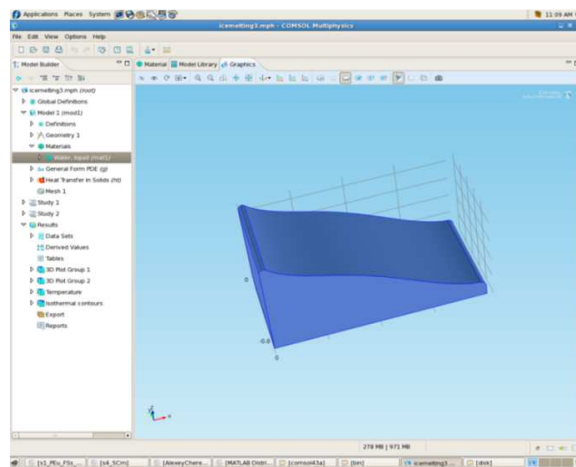 Applications Places System 11:09 AM
icemelting3.mph - COMSOL Multiphysics
File Edit View Options Help
Model Builder
Material Model Library Graphics
icemelting3.mph (root)
Global Definitions
Model 1 (mod1)
Definitions
Geometry 1
Materials
Water, liquid (mat1)
General Form PDE (g)
Heat Transfer in Solids (ht)
Mesh 1
Study 1
Study 2
Results
Data Sets
Derived Values
Tables
3D Plot Group 1
3D Plot Group 2
Temperature
Isothermal contours
Export
Reports
0
0
z
x
278 MB | 971 MB
[MATLAB Distri...
[comsol43a]
[bin]
icemelting3 ...
[disk]